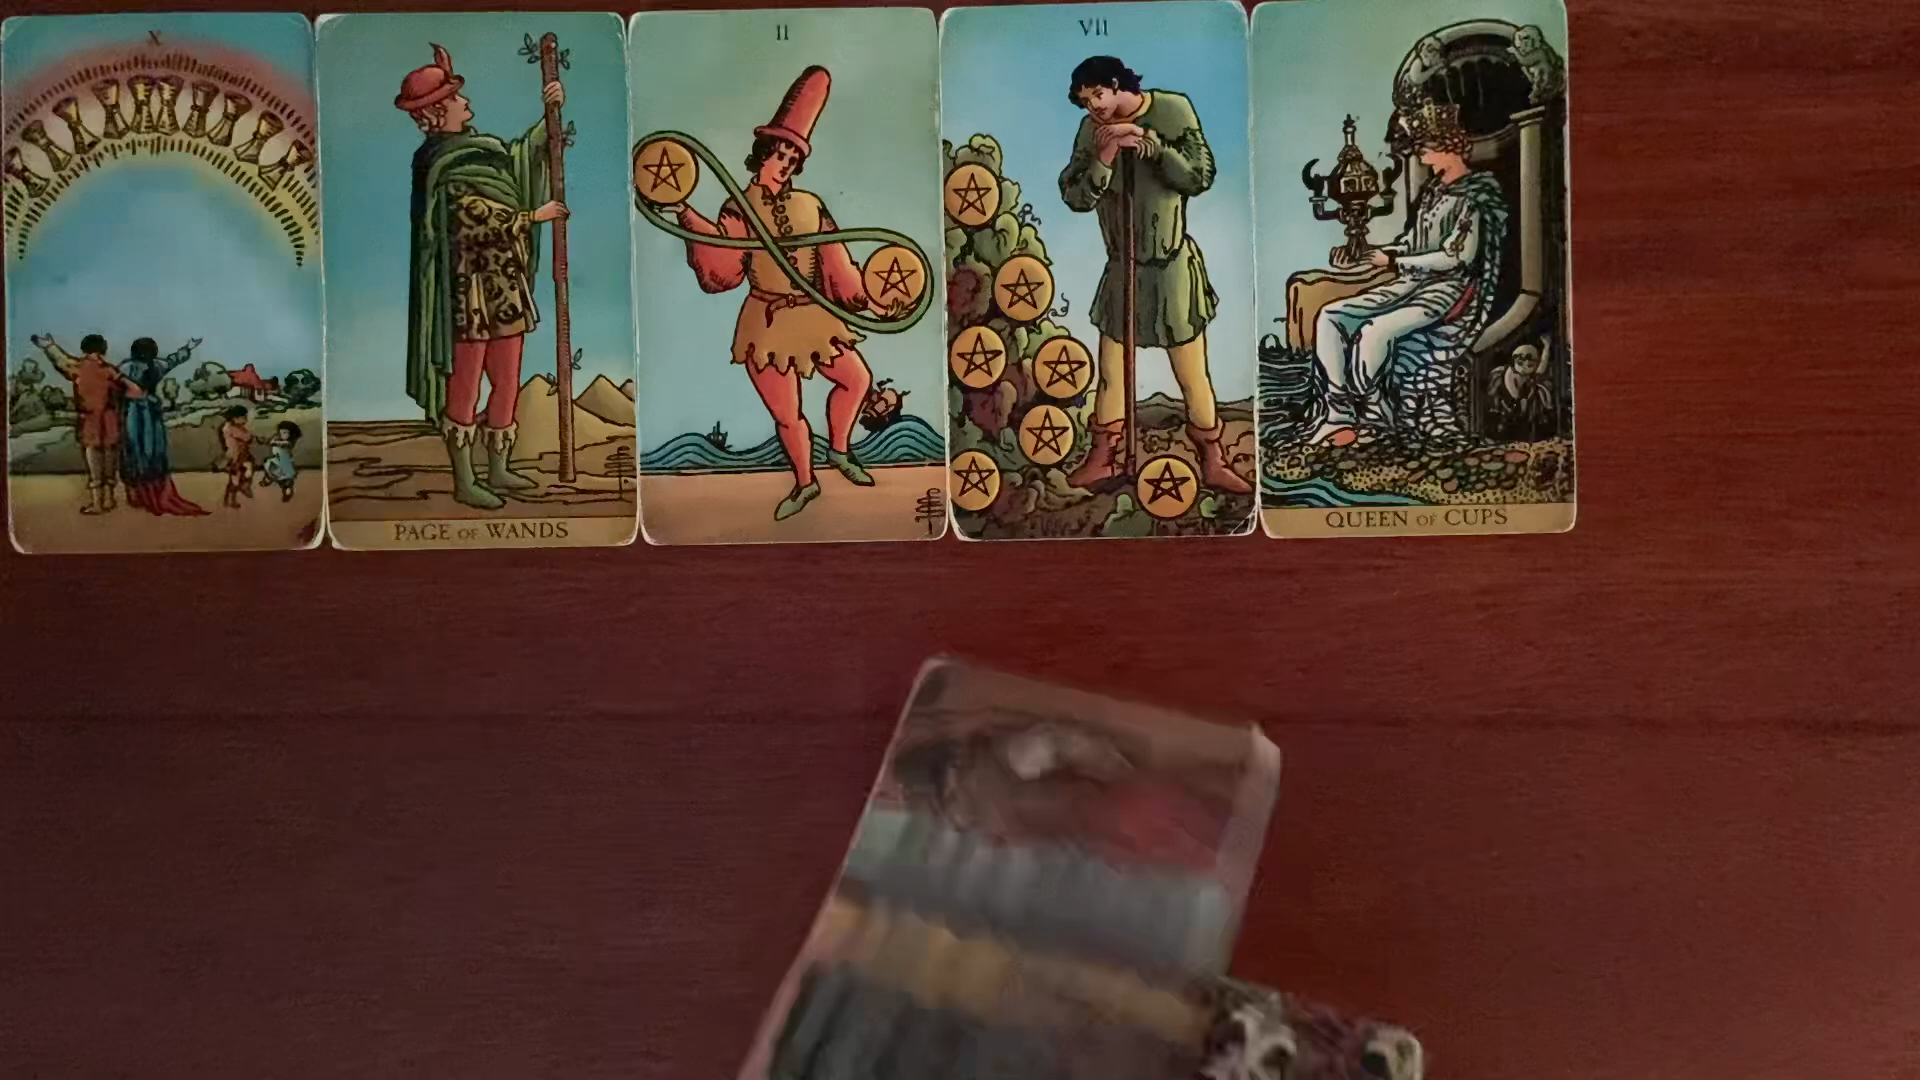 X
II
VII
PAGE OF WANDS
QUEEN OF CUPS